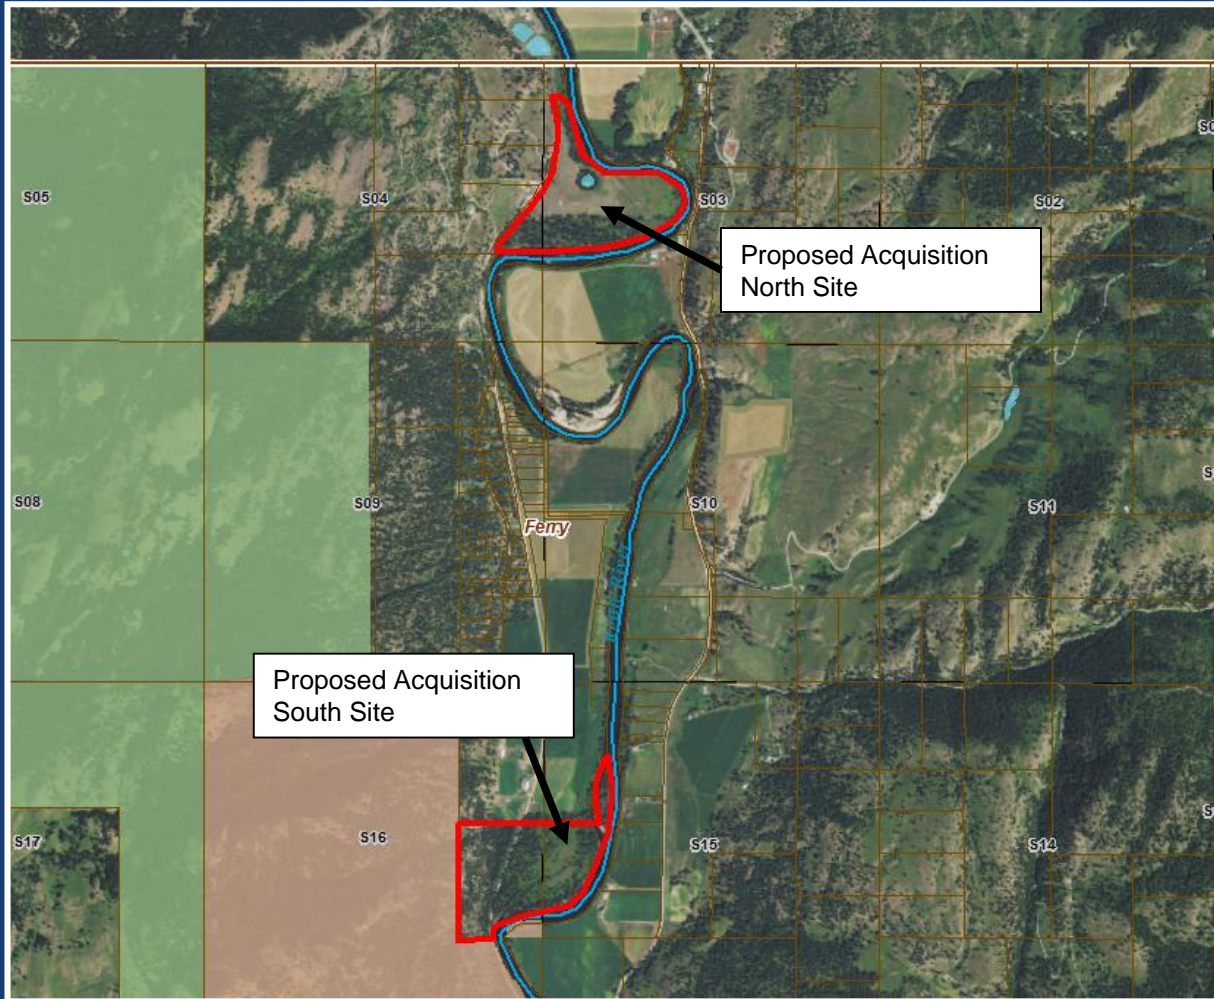 S05
S04
S03
S02
Proposed Acquisition
North Site
S08
S09
S10
S11
Ferry
Proposed Acquisition
South Site
S17
S16
S15
S14